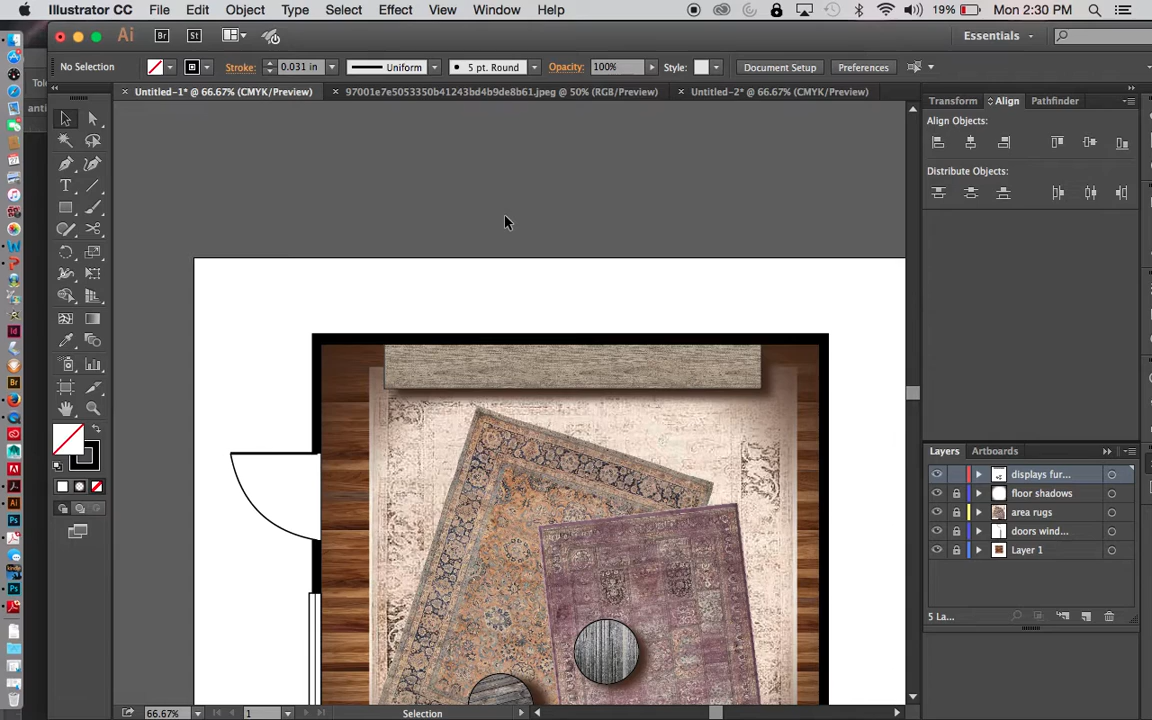 Illustrator CC File Edit Object Type Select Effect View Window Help 19% Mon 2:30 PM
Ai Br St Essentials
No Selection Stroke: 0.031 in Uniform 5 pt. Round Opacity: 100% Style: Document Setup Preferences
Untitled-1* @ 66.67% (CMYK/Preview) 97001e7e5053350b41243bd4b9de8b61.jpeg @ 50% (RGB/Preview) Untitled-2* @ 66.67% (CMYK/Preview)
Transform Align Pathfinder
Align Objects:
Distribute Objects:
Layers Artboards
displays fur...
floor shadows
area rugs
doors wind...
Layer 1
5 La...
66.67% 1 Selection